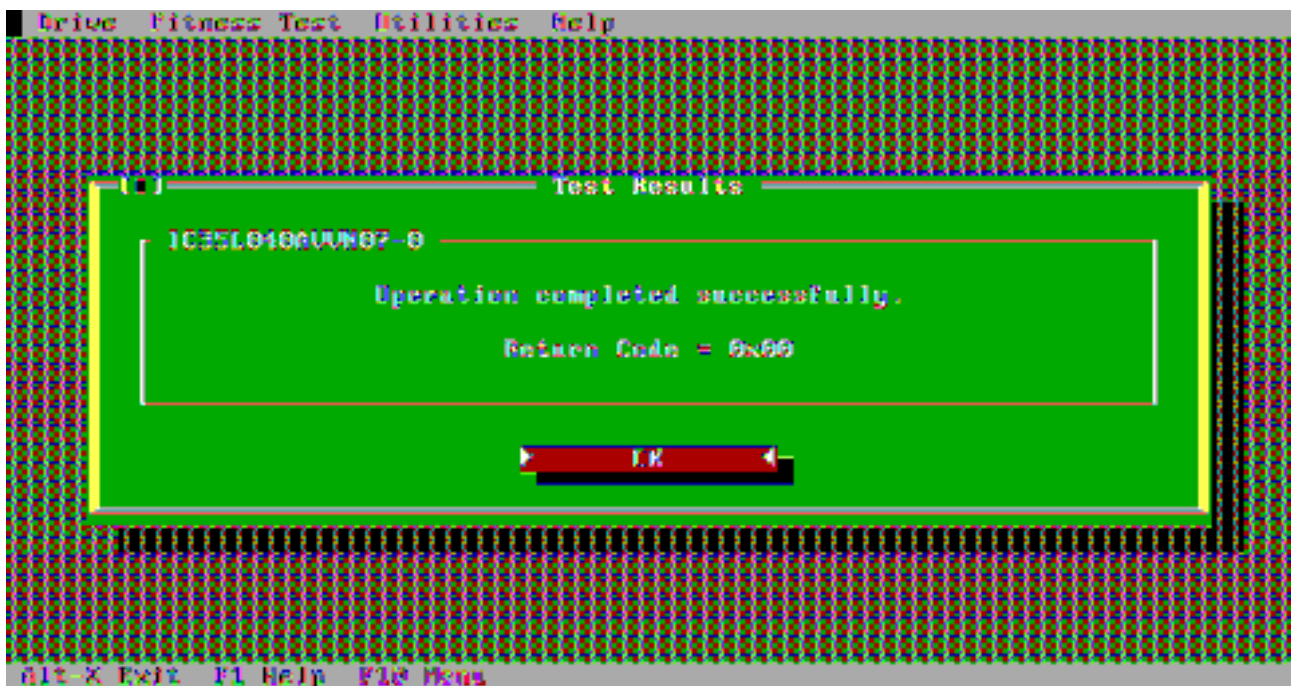 Drive Fitness Test Utilities Help
Test Results
IC35L040AVVN07-0
Operation completed successfully.
Return Code = 0x00
OK
Alt-X Exit F1 Help F10 Menu